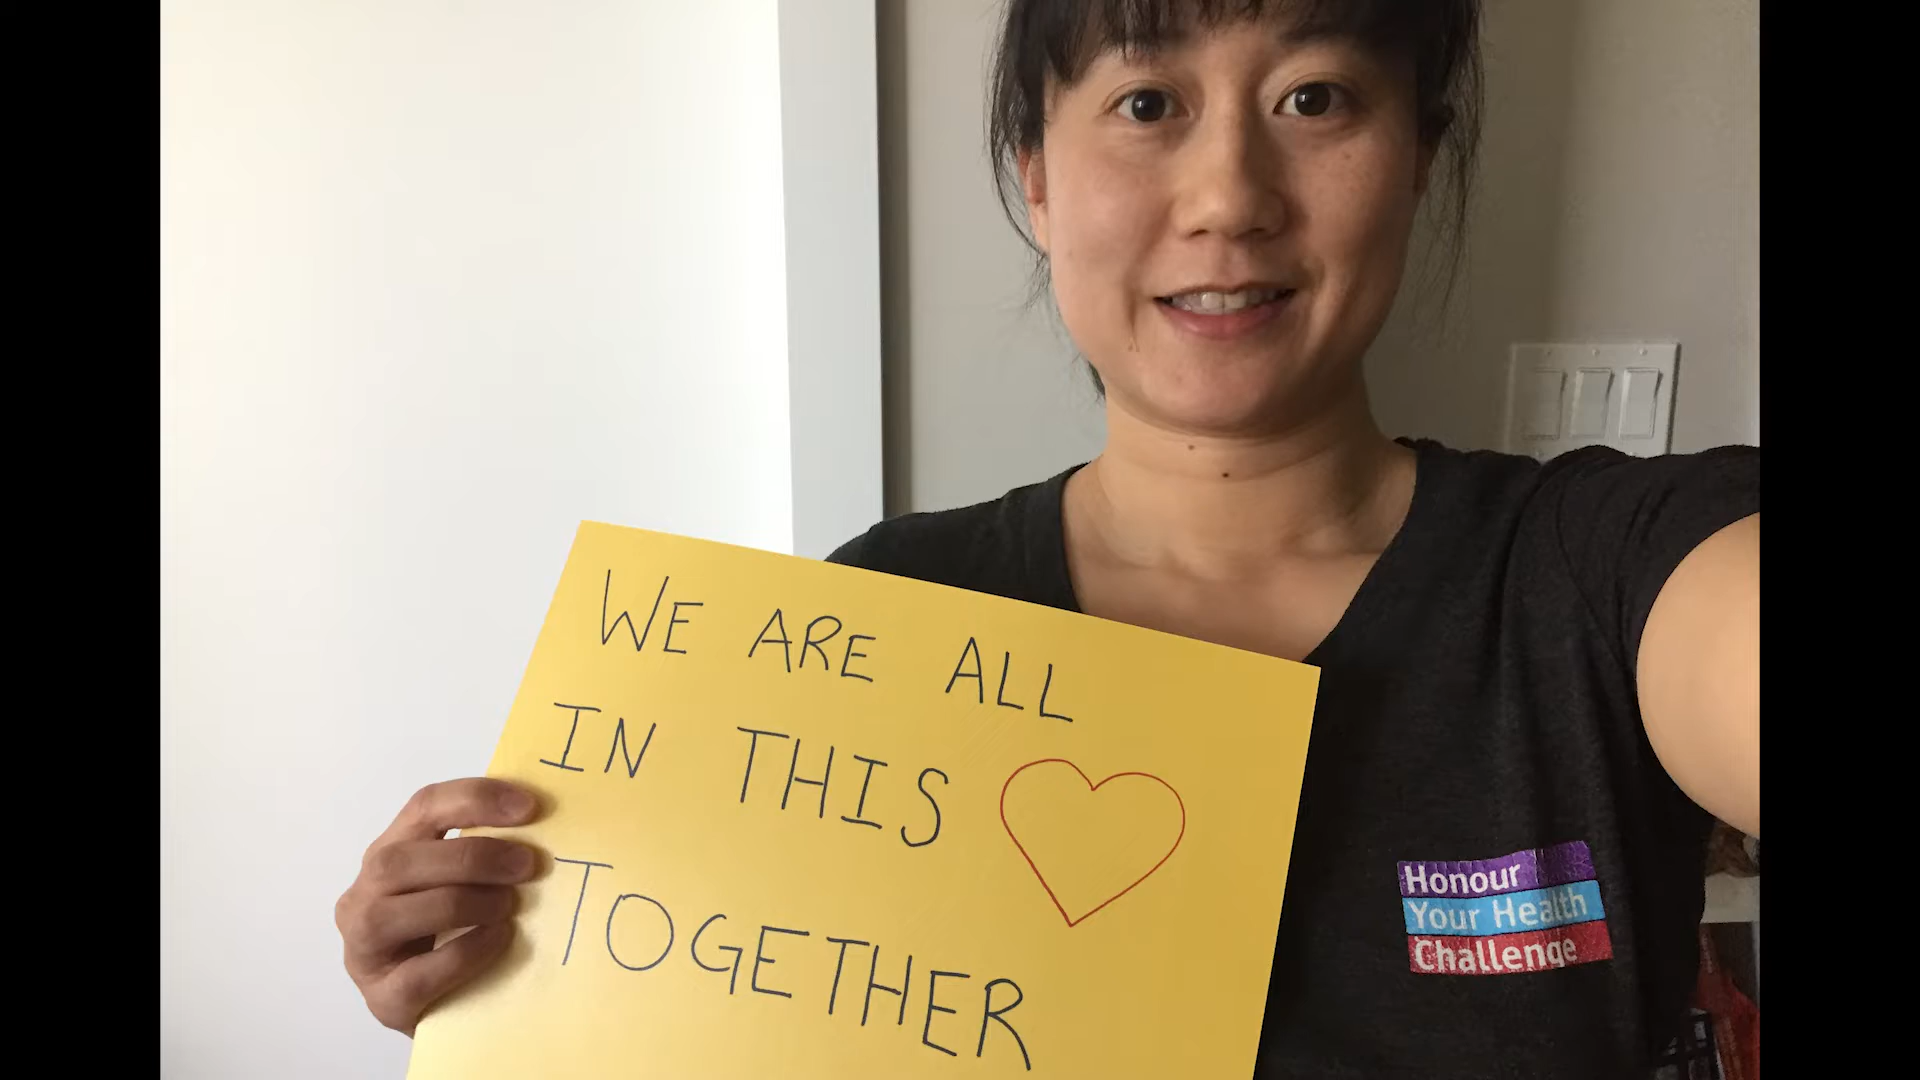 WE ARE ALL
IN THIS
TOGETHER
Honour
Your Health
Challenge